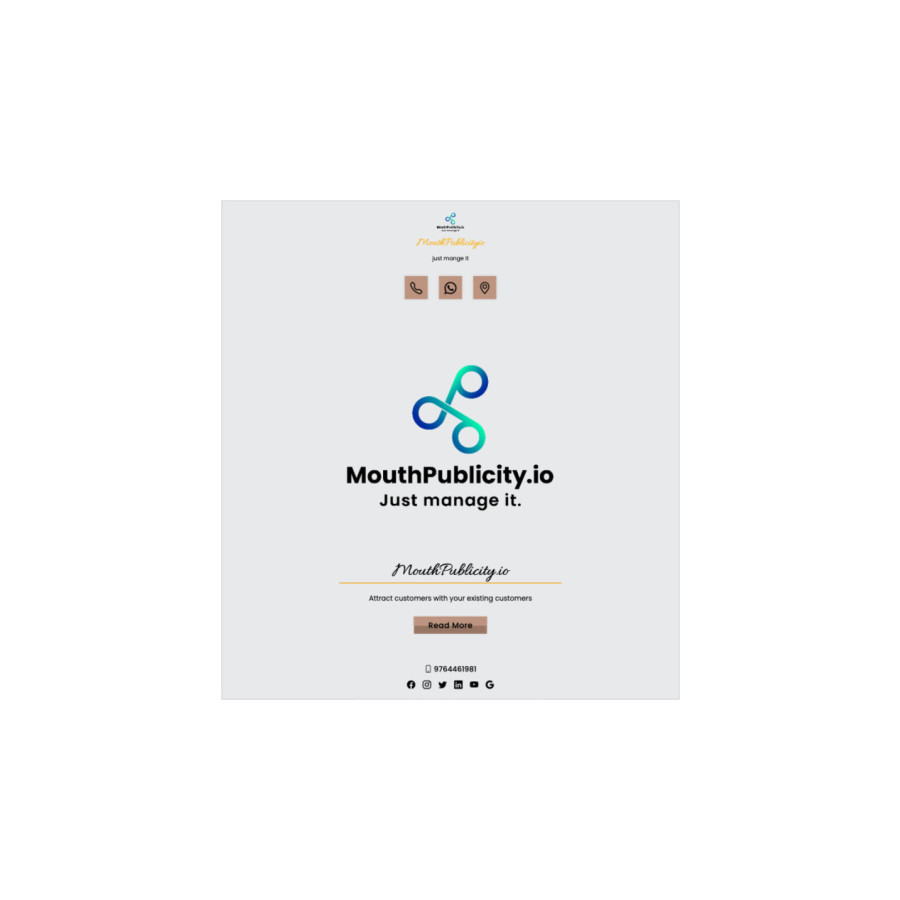 MouthPublicity.io
Just manage it.
MouthPublicity.io
just mange it
MouthPublicity.io
Just manage it.
MouthPublicity.io
Attract customers with your existing customers
Read More
9764461981